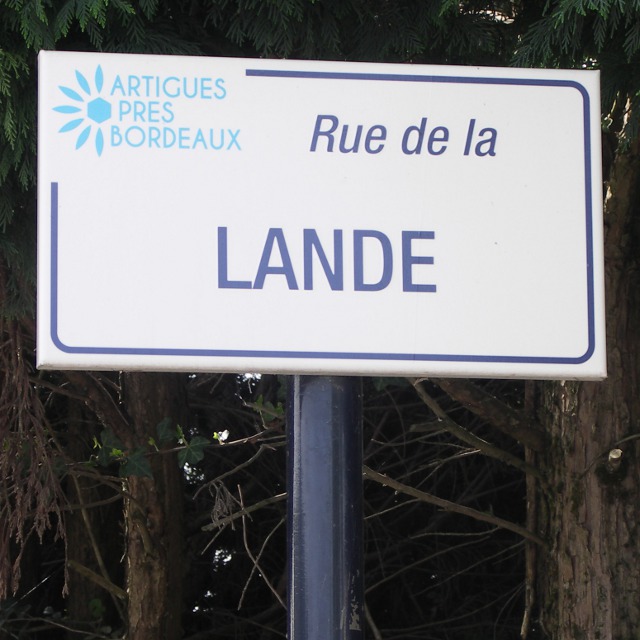 ARTIGUES
PRES
BORDEAUX
Rue de la
LANDE